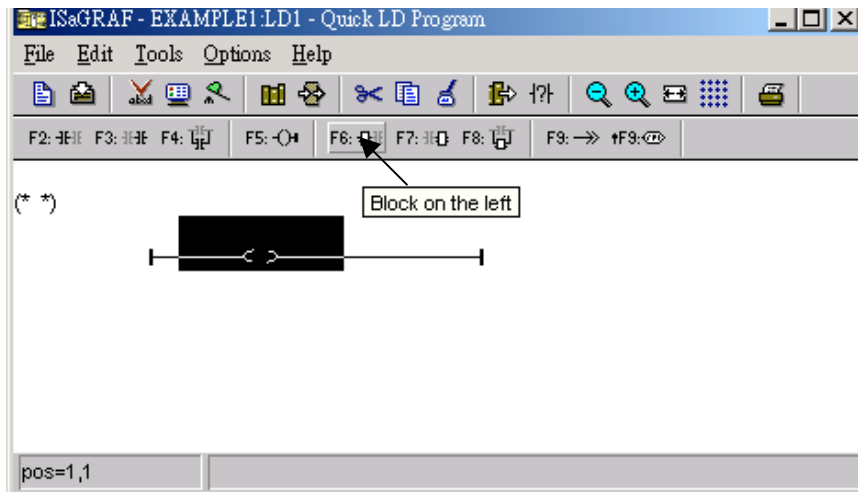 ISaGRAF - EXAMPLE1:LD1 - Quick LD Program
File Edit Tools Options Help
F2: F3: F4: F5: F6: F7: F8: F9: ↑F9:
Block on the left
(* *)
pos=1,1